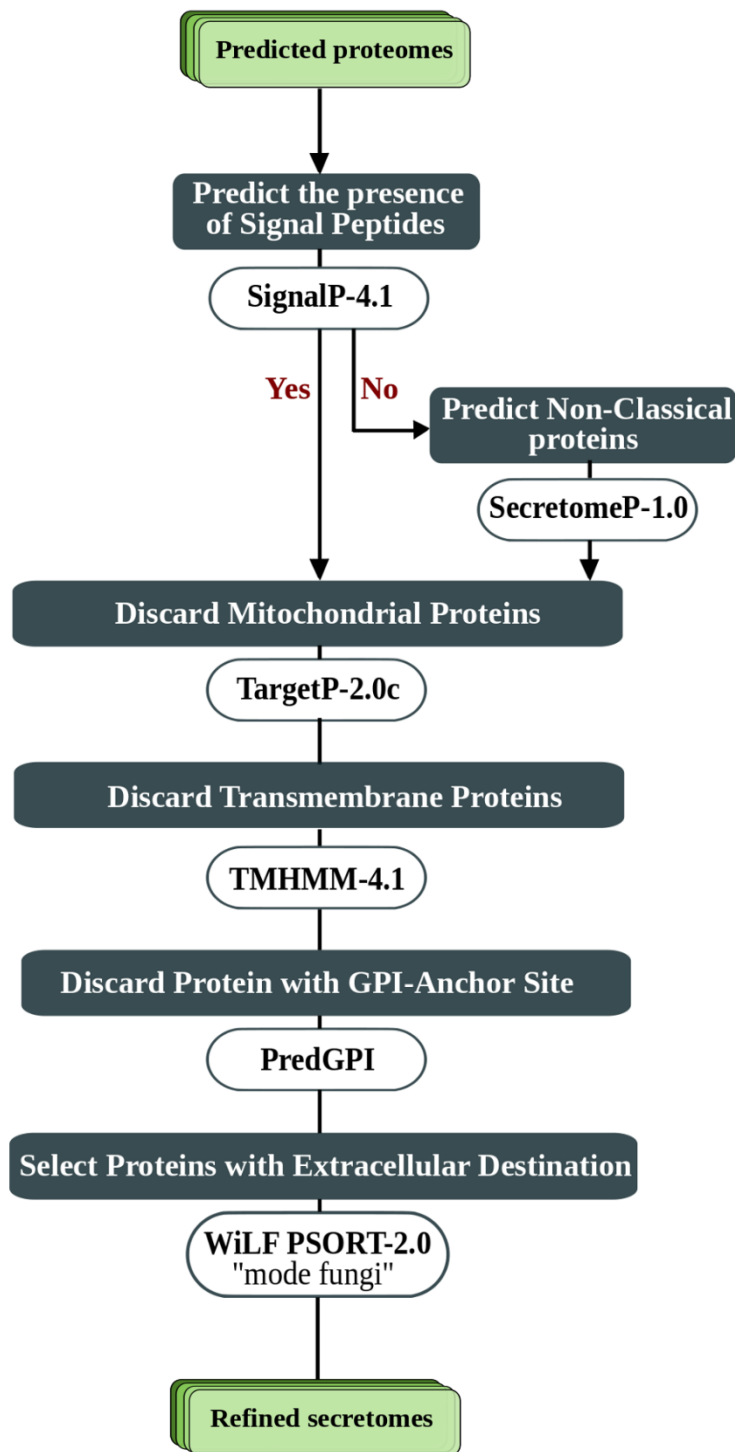 Predicted proteomes
Predict the presence
of Signal Peptides
SignalP-4.1
Yes
No
Predict Non-Classical
proteins
SecretomeP-1.0
Discard Mitochondrial Proteins
TargetP-2.0c
Discard Transmembrane Proteins
TMHMM-4.1
Discard Protein with GPI-Anchor Site
PredGPI
Select Proteins with Extracellular Destination
WiLF PSORT-2.0
"mode fungi"
Refined secretomes